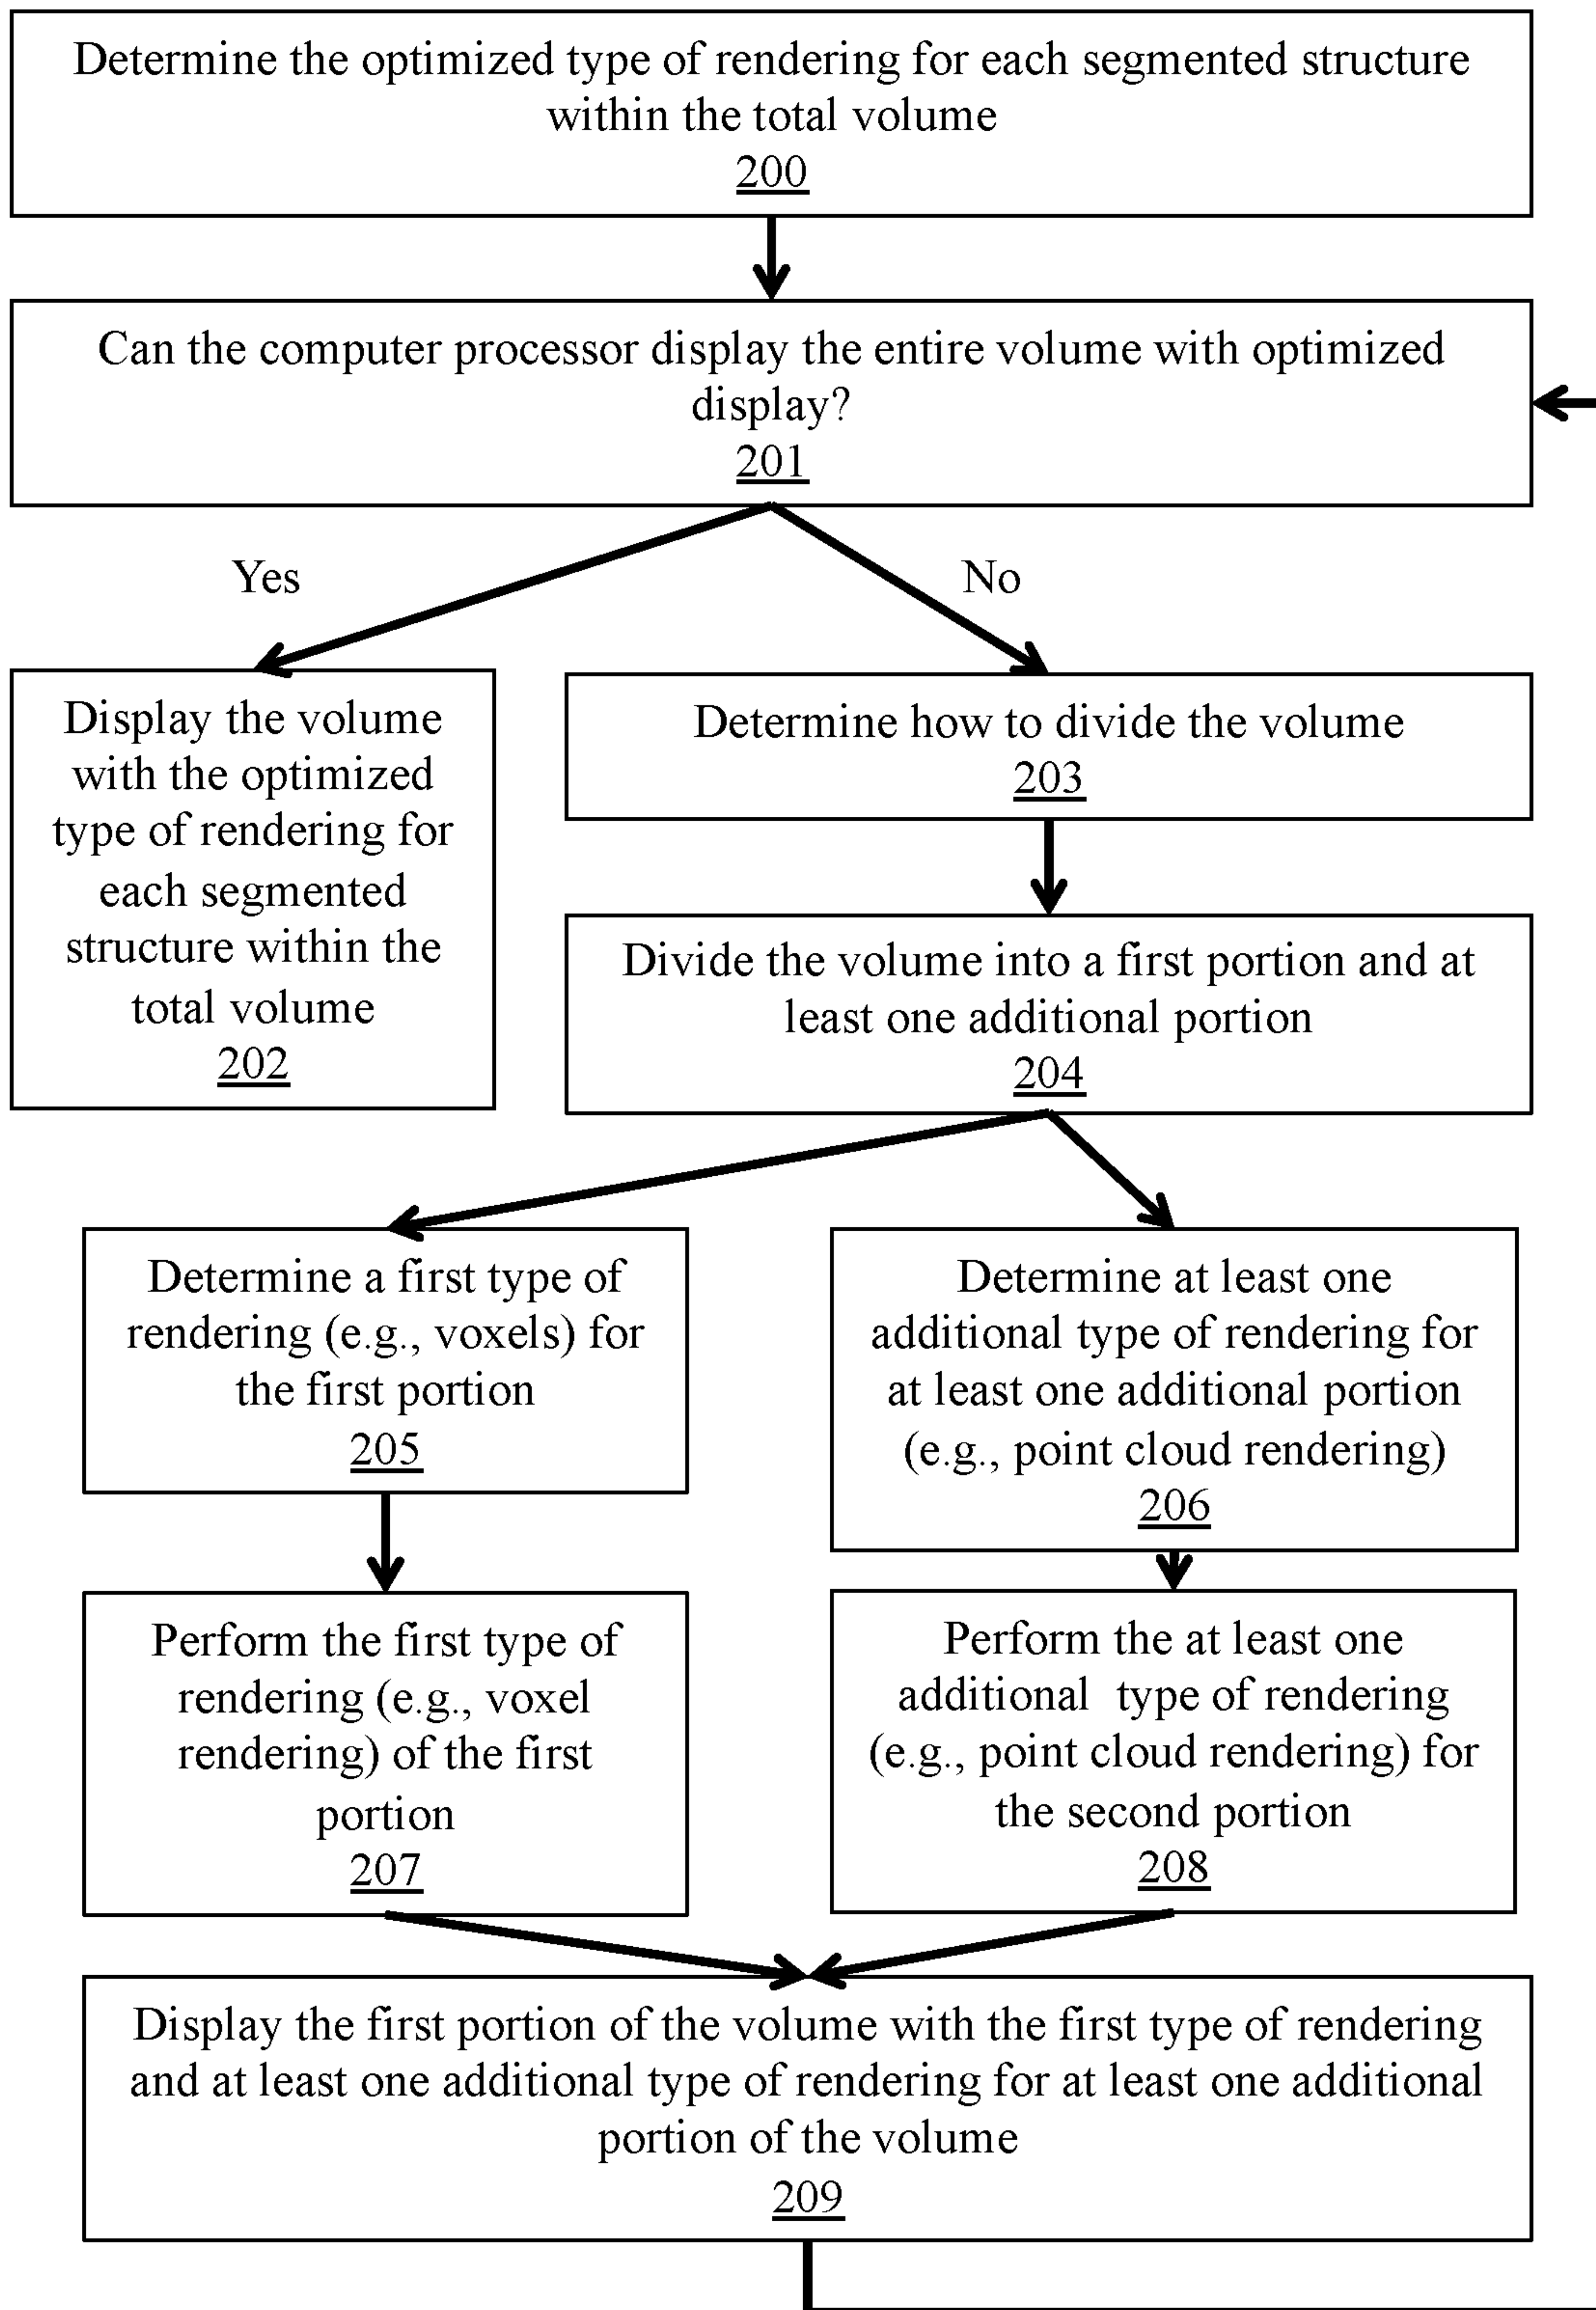 Determine the optimized type of rendering for each segmented structure
within the total volume
200
Can the computer processor display the entire volume with optimized
display?
201
Yes
No
Display the volume
with the optimized
type of rendering for
each segmented
structure within the
total volume
202
Determine how to divide the volume
203
Divide the volume into a first portion and at
least one additional portion
204
Determine a first type of
rendering (e.g., voxels) for
the first portion
205
Determine at least one
additional type of rendering for
at least one additional portion
(e.g., point cloud rendering)
206
Perform the first type of
rendering (e.g., voxel
rendering) of the first
portion
207
Perform the at least one
additional type of rendering
(e.g., point cloud rendering) for
the second portion
208
Display the first portion of the volume with the first type of rendering
and at least one additional type of rendering for at least one additional
portion of the volume
209